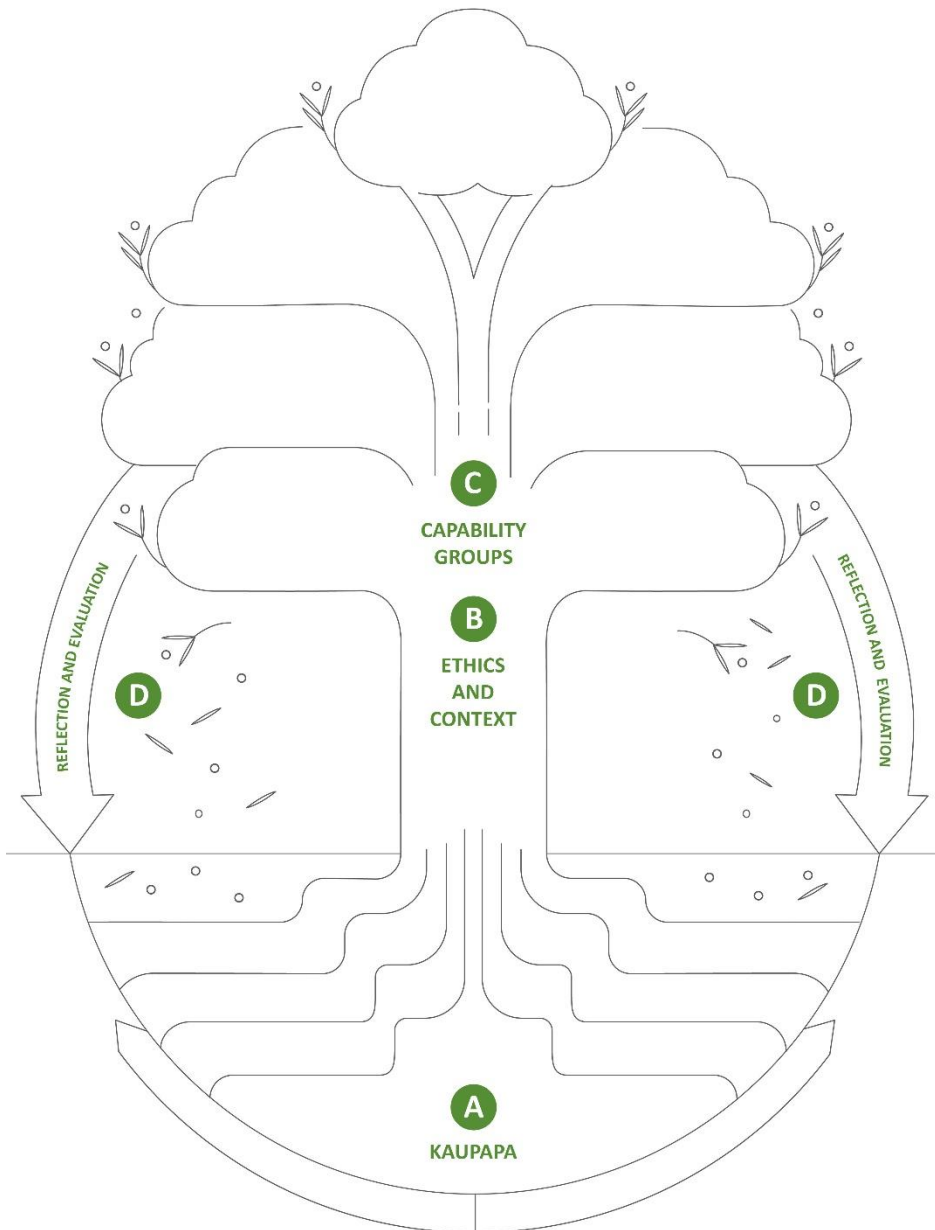 C
CAPABILITY
GROUPS
B
ETHICS
AND
CONTEXT
D
REFLECTION AND EVALUATION
D
REFLECTION AND EVALUATION
A
KAUPAPA